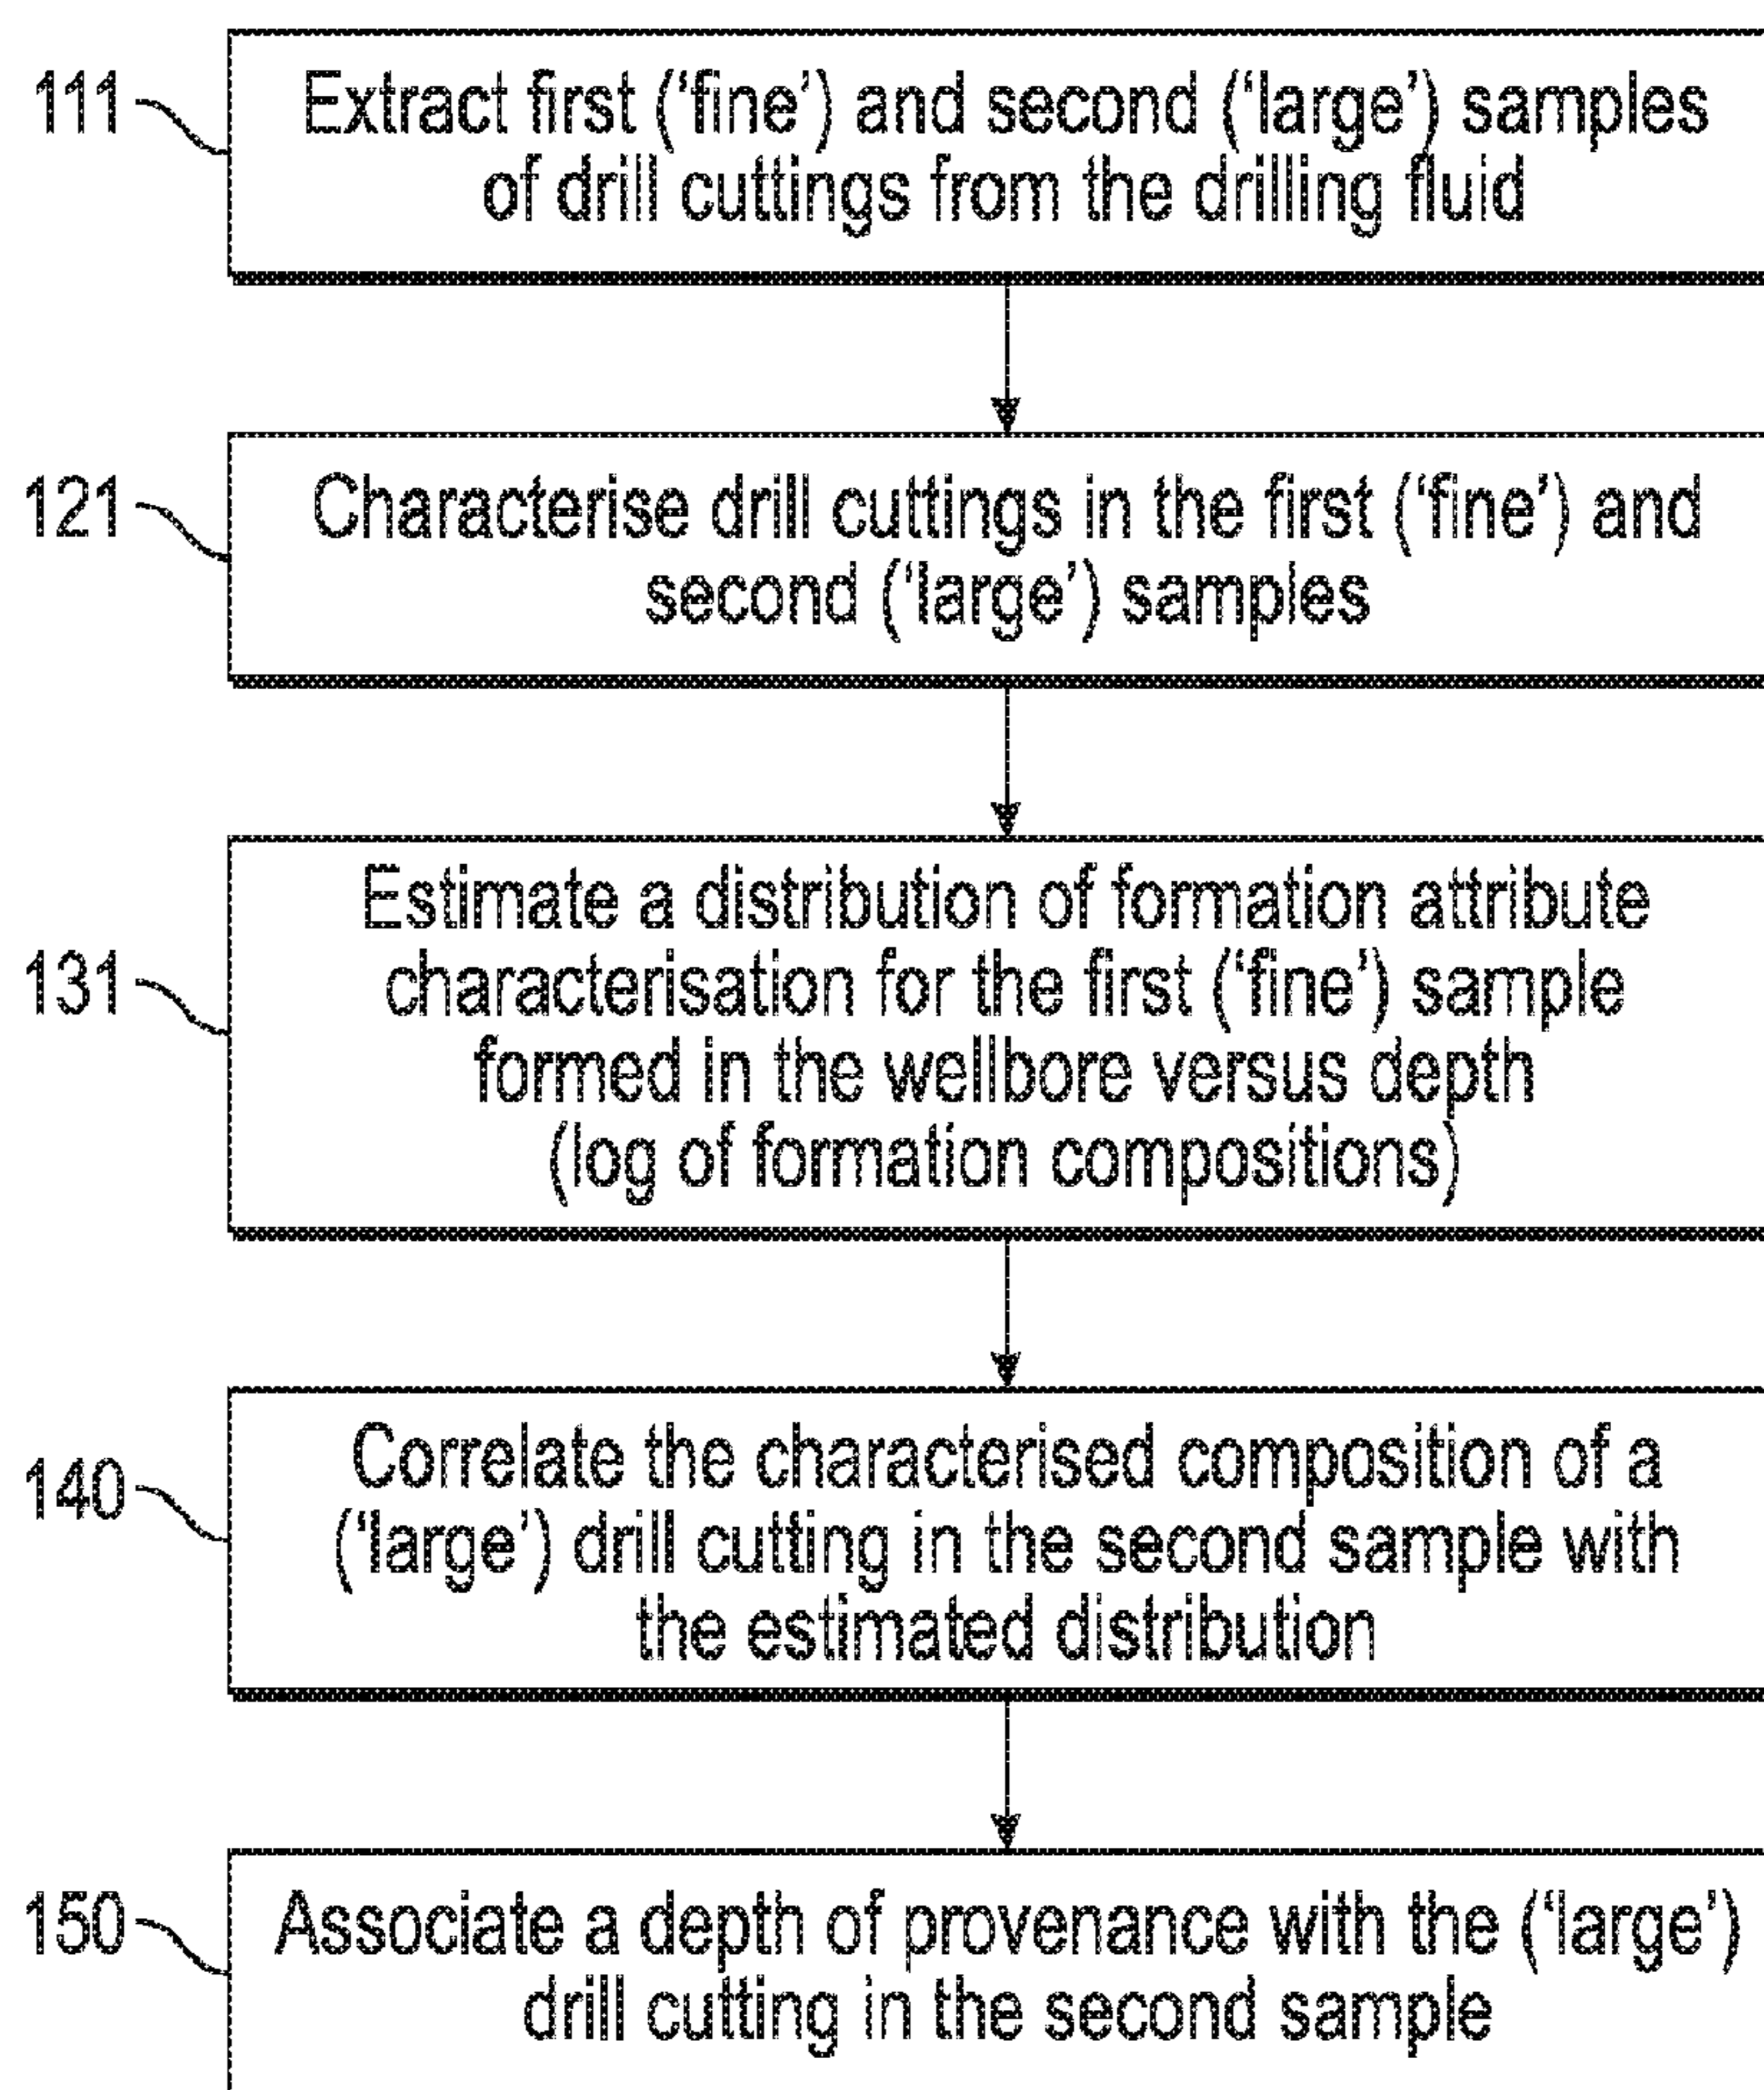 111
Extract first ('fine') and second ('large') samples
of drill cuttings from the drilling fluid
121
Characterise drill cuttings in the first ('fine') and
second ('large') samples
131
Estimate a distribution of formation attribute
characterisation for the first ('fine') sample
formed in the wellbore versus depth
(log of formation compositions)
140
Correlate the characterised composition of a
('large') drill cutting in the second sample with
the estimated distribution
150
Associate a depth of provenance with the ('large')
drill cutting in the second sample